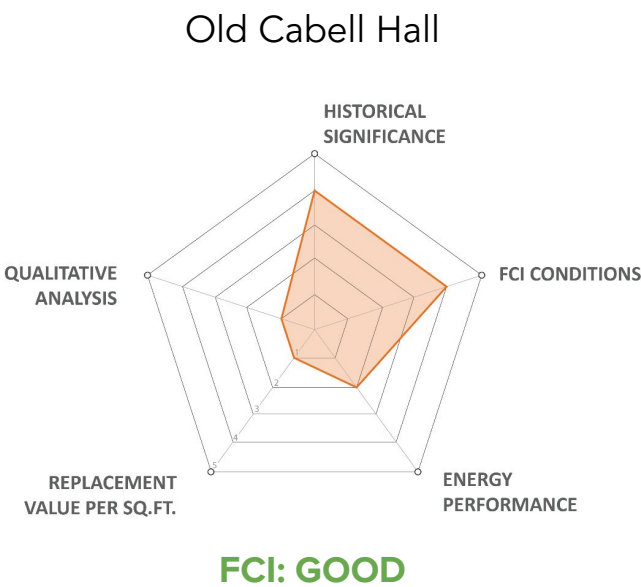 Old Cabell Hall
HISTORICAL
SIGNIFICANCE
QUALITATIVE
ANALYSIS
FCI CONDITIONS
1
2
3
4
5
REPLACEMENT
VALUE PER SQ.FT.
ENERGY
PERFORMANCE
FCI: GOOD